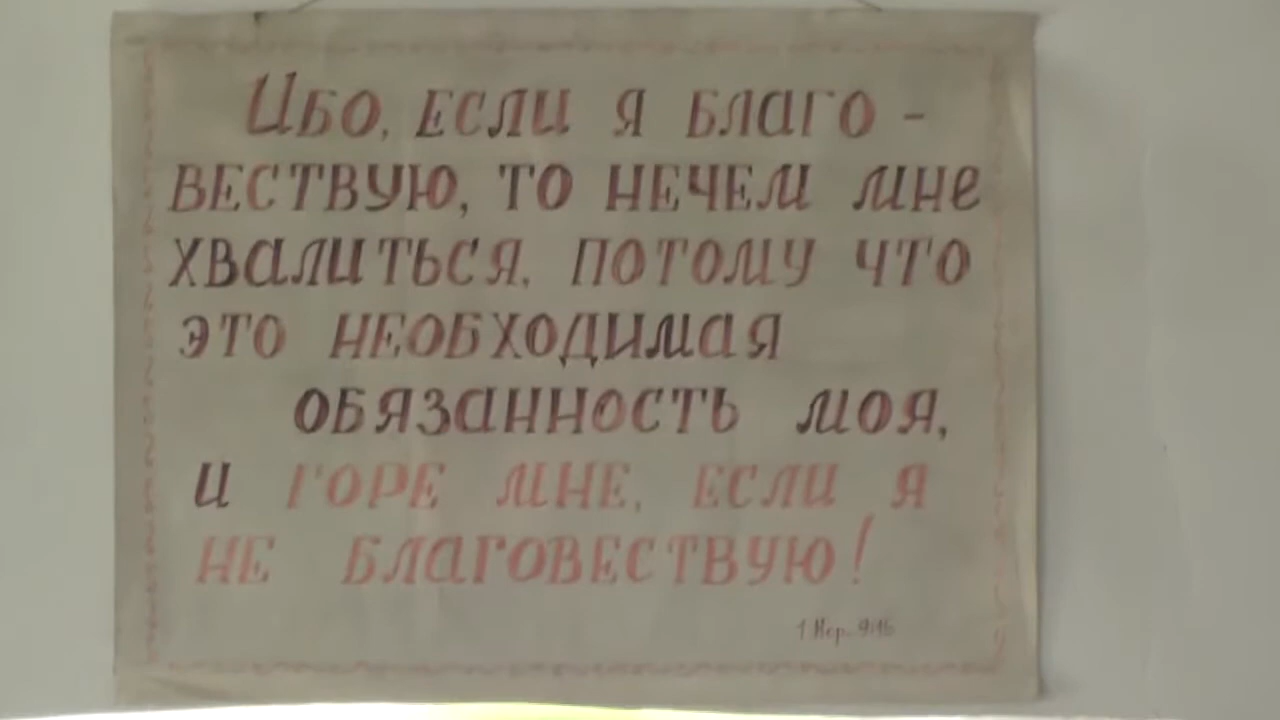 Ибо, если я благо-
вествую, то нечем мне
хвалиться, потому что
это необходимая
обязанность моя,
и горе мне, если я
не благовествую!
1 Кор. 9:16